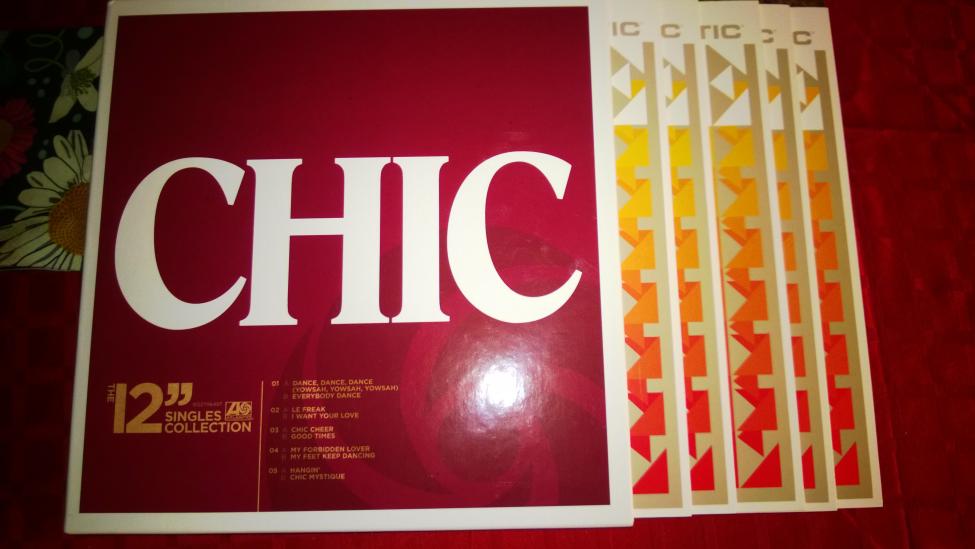 CHIC
THE 12” SINGLES COLLECTION
ATLANTIC
01 A DANCE, DANCE, DANCE
(YOWSAH, YOWSAH, YOWSAH)
B EVERYBODY DANCE
02 A LE FREAK
B I WANT YOUR LOVE
03 A CHIC CHEER
B GOOD TIMES
04 A MY FORBIDDEN LOVER
B MY FEET KEEP DANCING
05 A HANGIN'
B CHIC MYSTIQUE
IC
C
TIC
C
C